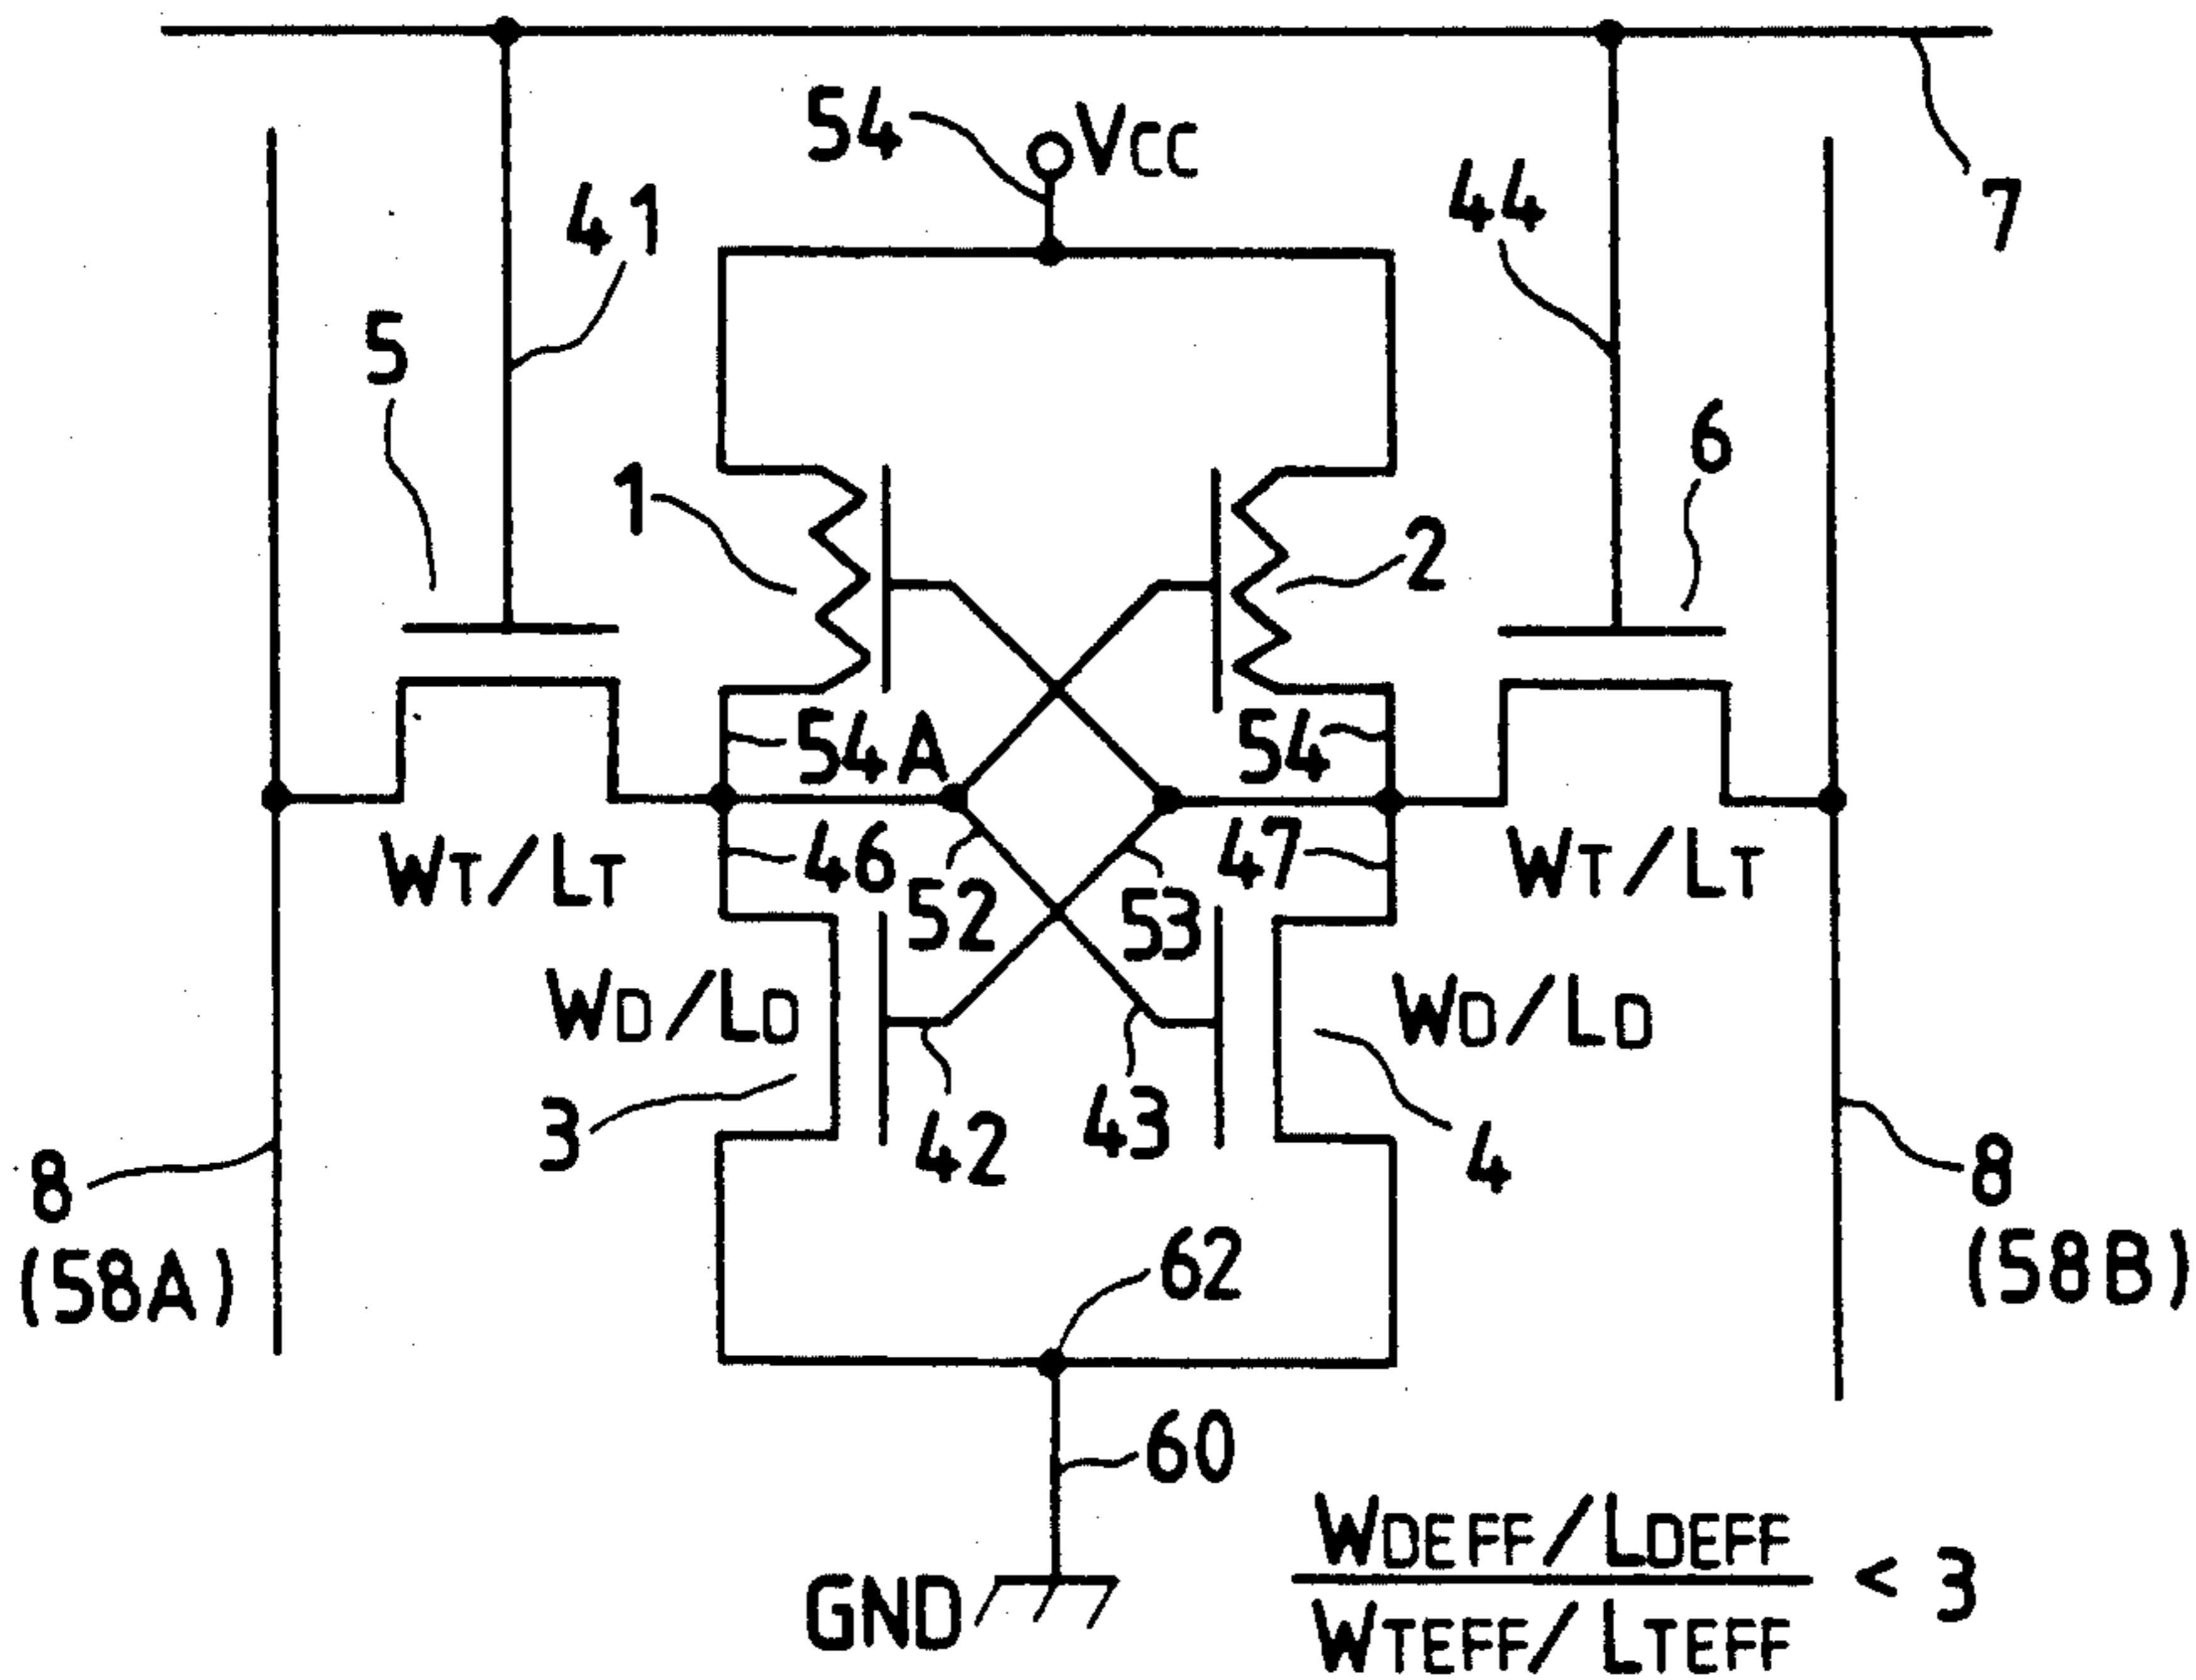 54
VCC
41
44
7
5
6
1
2
54A
54
46
47
WT/LT
52
53
WT/LT
WD/LD
WD/LD
3
42
43
4
8
(58A)
8
(58B)
62
60
GND
WDEFF/LDEFF
WTEFF/LTEFF
< 3